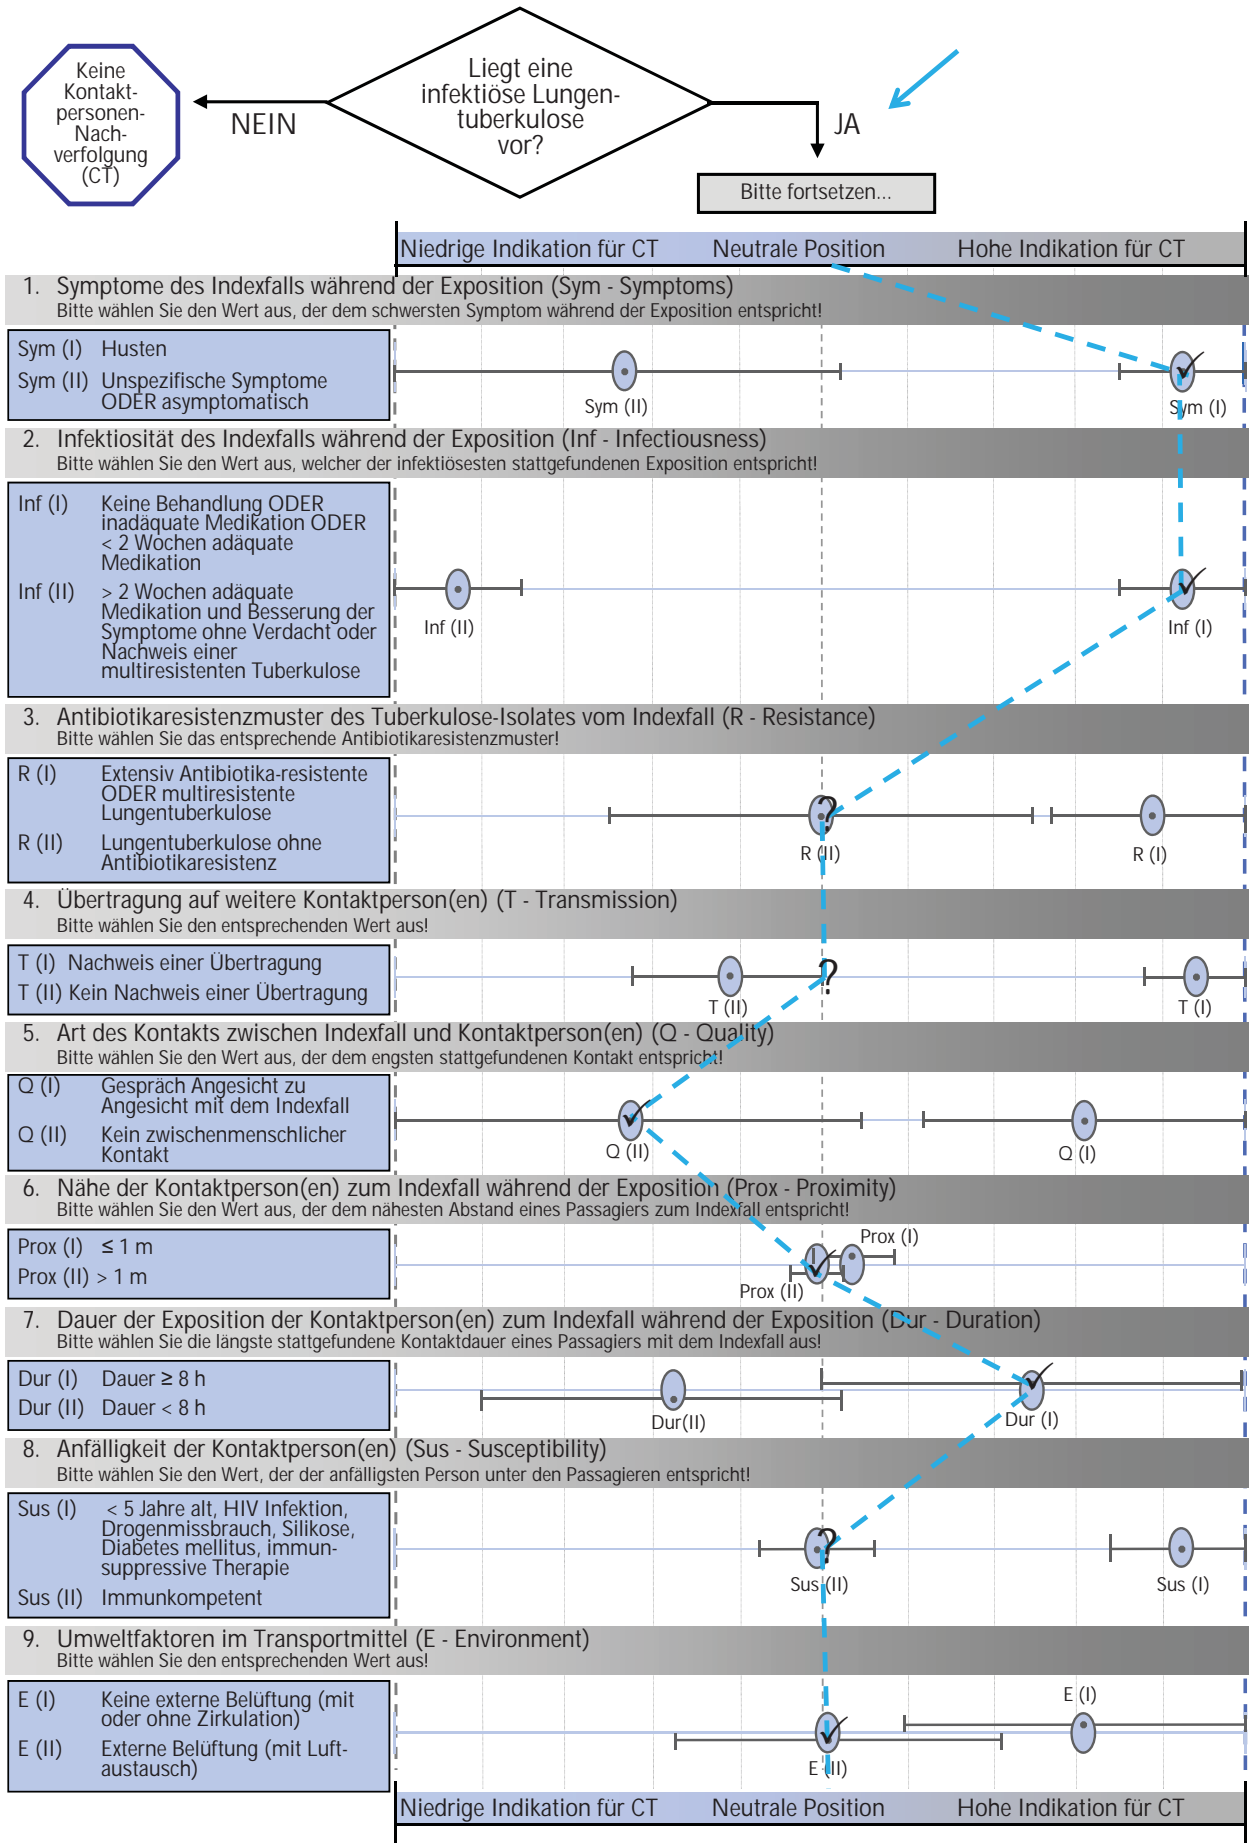 Keine
Kontakt-
personen-
Nach-
verfolgung
(CT)
NEIN
Liegt eine
infektiöse Lungen-
tuberkulose
vor?
JA
Bitte fortsetzen...
Niedrige Indikation für CT Neutrale Position Hohe Indikation für CT
1. Symptome des Indexfalls während der Exposition (Sym - Symptoms)
Bitte wählen Sie den Wert aus, der dem schwersten Symptom während der Exposition entspricht!
Sym (I) Husten
Sym (II) Unspezifische Symptome
ODER asymptomatisch
Sym (II)
Sym (I)
2. Infektiosität des Indexfalls während der Exposition (Inf - Infectiousness)
Bitte wählen Sie den Wert aus, welcher der infektiösesten stattgefundenen Exposition entspricht!
Inf (I) Keine Behandlung ODER
inadäquate Medikation ODER
< 2 Wochen adäquate
Medikation
Inf (II) > 2 Wochen adäquate
Medikation und Besserung der
Symptome ohne Verdacht oder
Nachweis einer
multiresistenten Tuberkulose
Inf (II)
Inf (I)
3. Antibiotikaresistenzmuster des Tuberkulose-Isolates vom Indexfall (R - Resistance)
Bitte wählen Sie das entsprechende Antibiotikaresistenzmuster!
R (I) Extensiv Antibiotika-resistente
ODER multiresistente
Lungentuberkulose
R (II) Lungentuberkulose ohne
Antibiotikaresistenz
?
R (II)
R (I)
4. Übertragung auf weitere Kontaktperson(en) (T - Transmission)
Bitte wählen Sie den entsprechenden Wert aus!
T (I) Nachweis einer Übertragung
T (II) Kein Nachweis einer Übertragung
?
T (II)
T (I)
5. Art des Kontakts zwischen Indexfall und Kontaktperson(en) (Q - Quality)
Bitte wählen Sie den Wert aus, der dem engsten stattgefundenen Kontakt entspricht!
Q (I) Gespräch Angesicht zu
Angesicht mit dem Indexfall
Q (II) Kein zwischenmenschlicher
Kontakt
Q (II)
Q (I)
6. Nähe der Kontaktperson(en) zum Indexfall während der Exposition (Prox - Proximity)
Bitte wählen Sie den Wert aus, der dem nähesten Abstand eines Passagiers zum Indexfall entspricht!
Prox (I) ≤ 1 m
Prox (II) > 1 m
Prox (I)
Prox (II)
7. Dauer der Exposition der Kontaktperson(en) zum Indexfall während der Exposition (Dur - Duration)
Bitte wählen Sie die längste stattgefundene Kontaktdauer eines Passagiers mit dem Indexfall aus!
Dur (I) Dauer ≥ 8 h
Dur (II) Dauer < 8 h
Dur(II)
Dur (I)
8. Anfälligkeit der Kontaktperson(en) (Sus - Susceptibility)
Bitte wählen Sie den Wert, der der anfälligsten Person unter den Passagieren entspricht!
Sus (I) < 5 Jahre alt, HIV Infektion,
Drogenmissbrauch, Silikose,
Diabetes mellitus, immun-
suppressive Therapie
Sus (II) Immunkompetent
?
Sus (II)
Sus (I)
9. Umweltfaktoren im Transportmittel (E - Environment)
Bitte wählen Sie den entsprechenden Wert aus!
E (I) Keine externe Belüftung (mit
oder ohne Zirkulation)
E (II) Externe Belüftung (mit Luft-
austausch)
E (I)
E (II)
Niedrige Indikation für CT Neutrale Position Hohe Indikation für CT